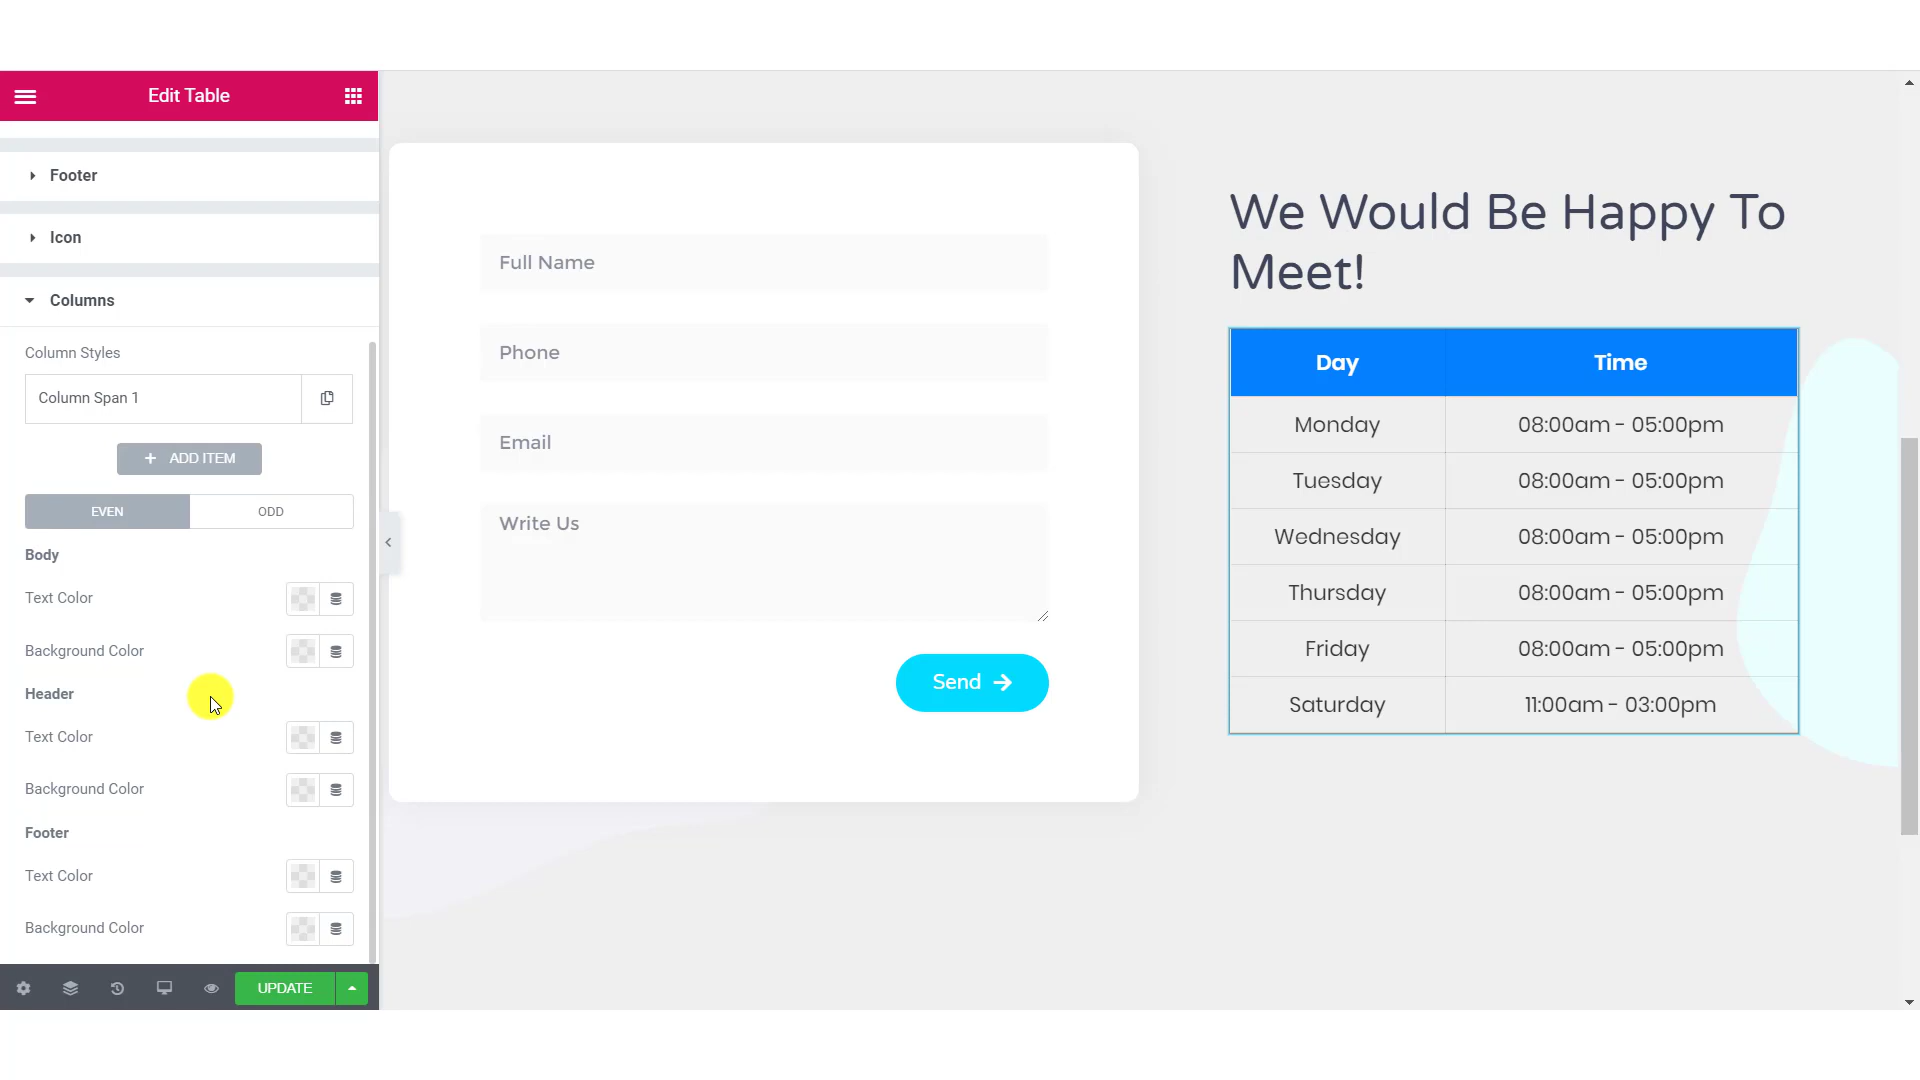 Edit Table
Footer
Icon
Columns
Column Styles
Column Span 1
+ ADD ITEM
EVEN ODD
Body
Text Color
Background Color
Header
Text Color
Background Color
Footer
Text Color
Background Color
UPDATE
Full Name
Phone
Email
Write Us
Send
We Would Be Happy To
Meet!
Day Time
Monday 08:00am - 05:00pm
Tuesday 08:00am - 05:00pm
Wednesday 08:00am - 05:00pm
Thursday 08:00am - 05:00pm
Friday 08:00am - 05:00pm
Saturday 11:00am - 03:00pm